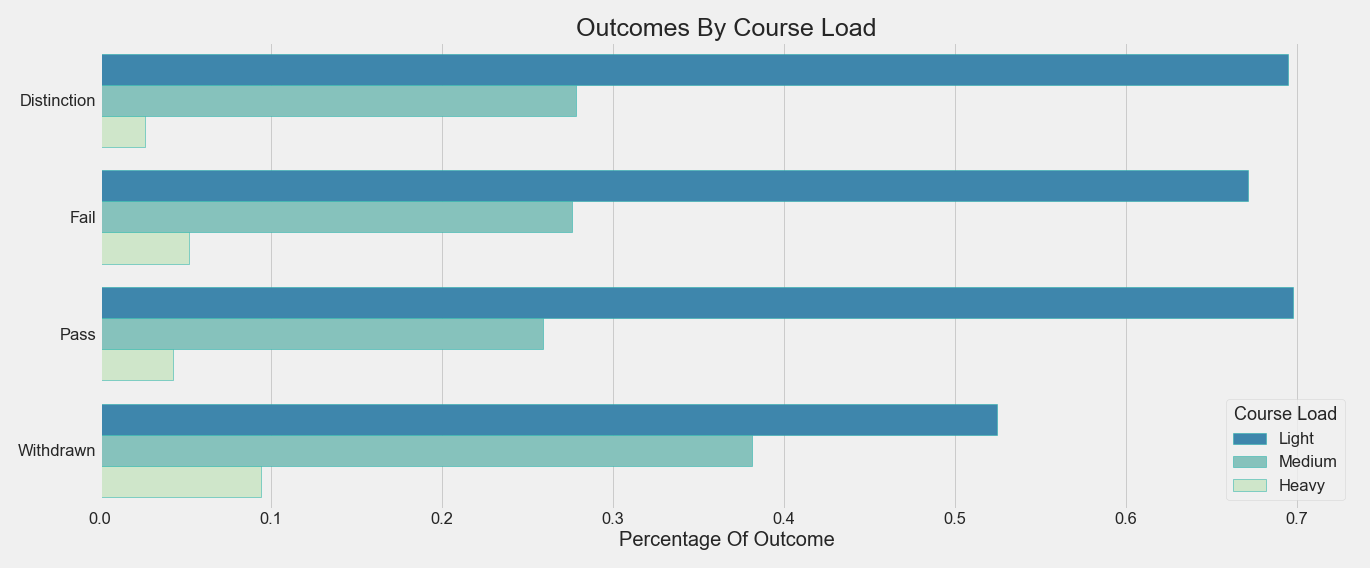 Outcomes By Course Load
Distinction
Fail
Pass
Withdrawn
Course Load
Light
Medium
Heavy
0.0 0.1 0.2 0.3 0.4 0.5 0.6 0.7
Percentage Of Outcome